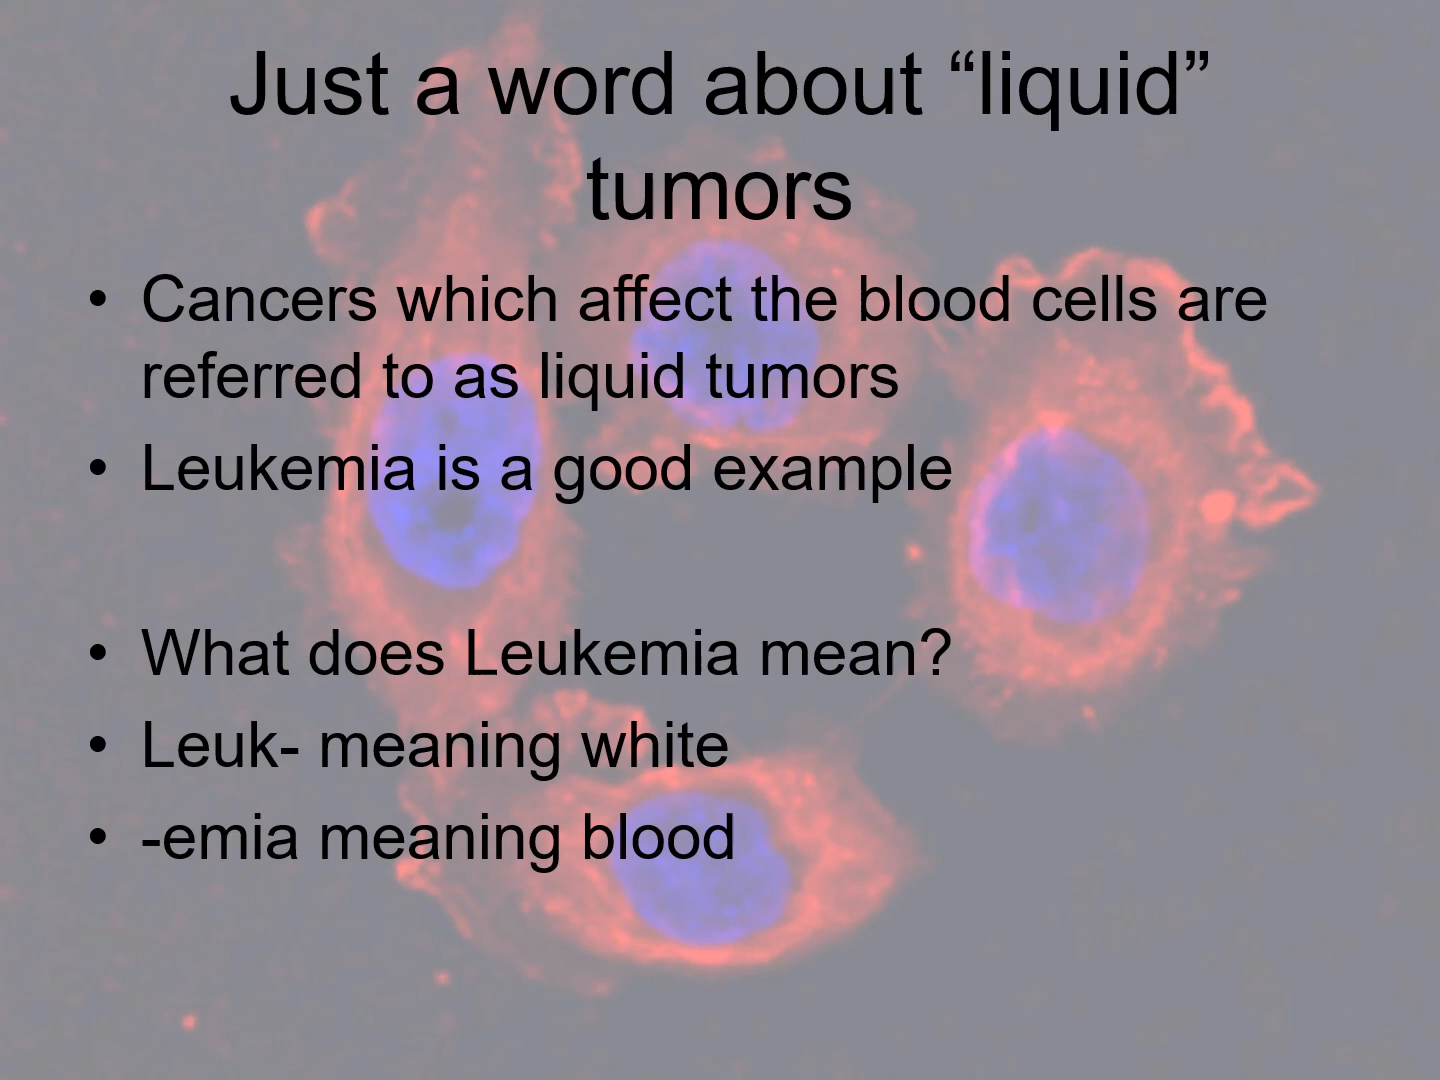 Just a word about “liquid”
tumors
• Cancers which affect the blood cells are
referred to as liquid tumors
• Leukemia is a good example
• What does Leukemia mean?
• Leuk- meaning white
• -emia meaning blood